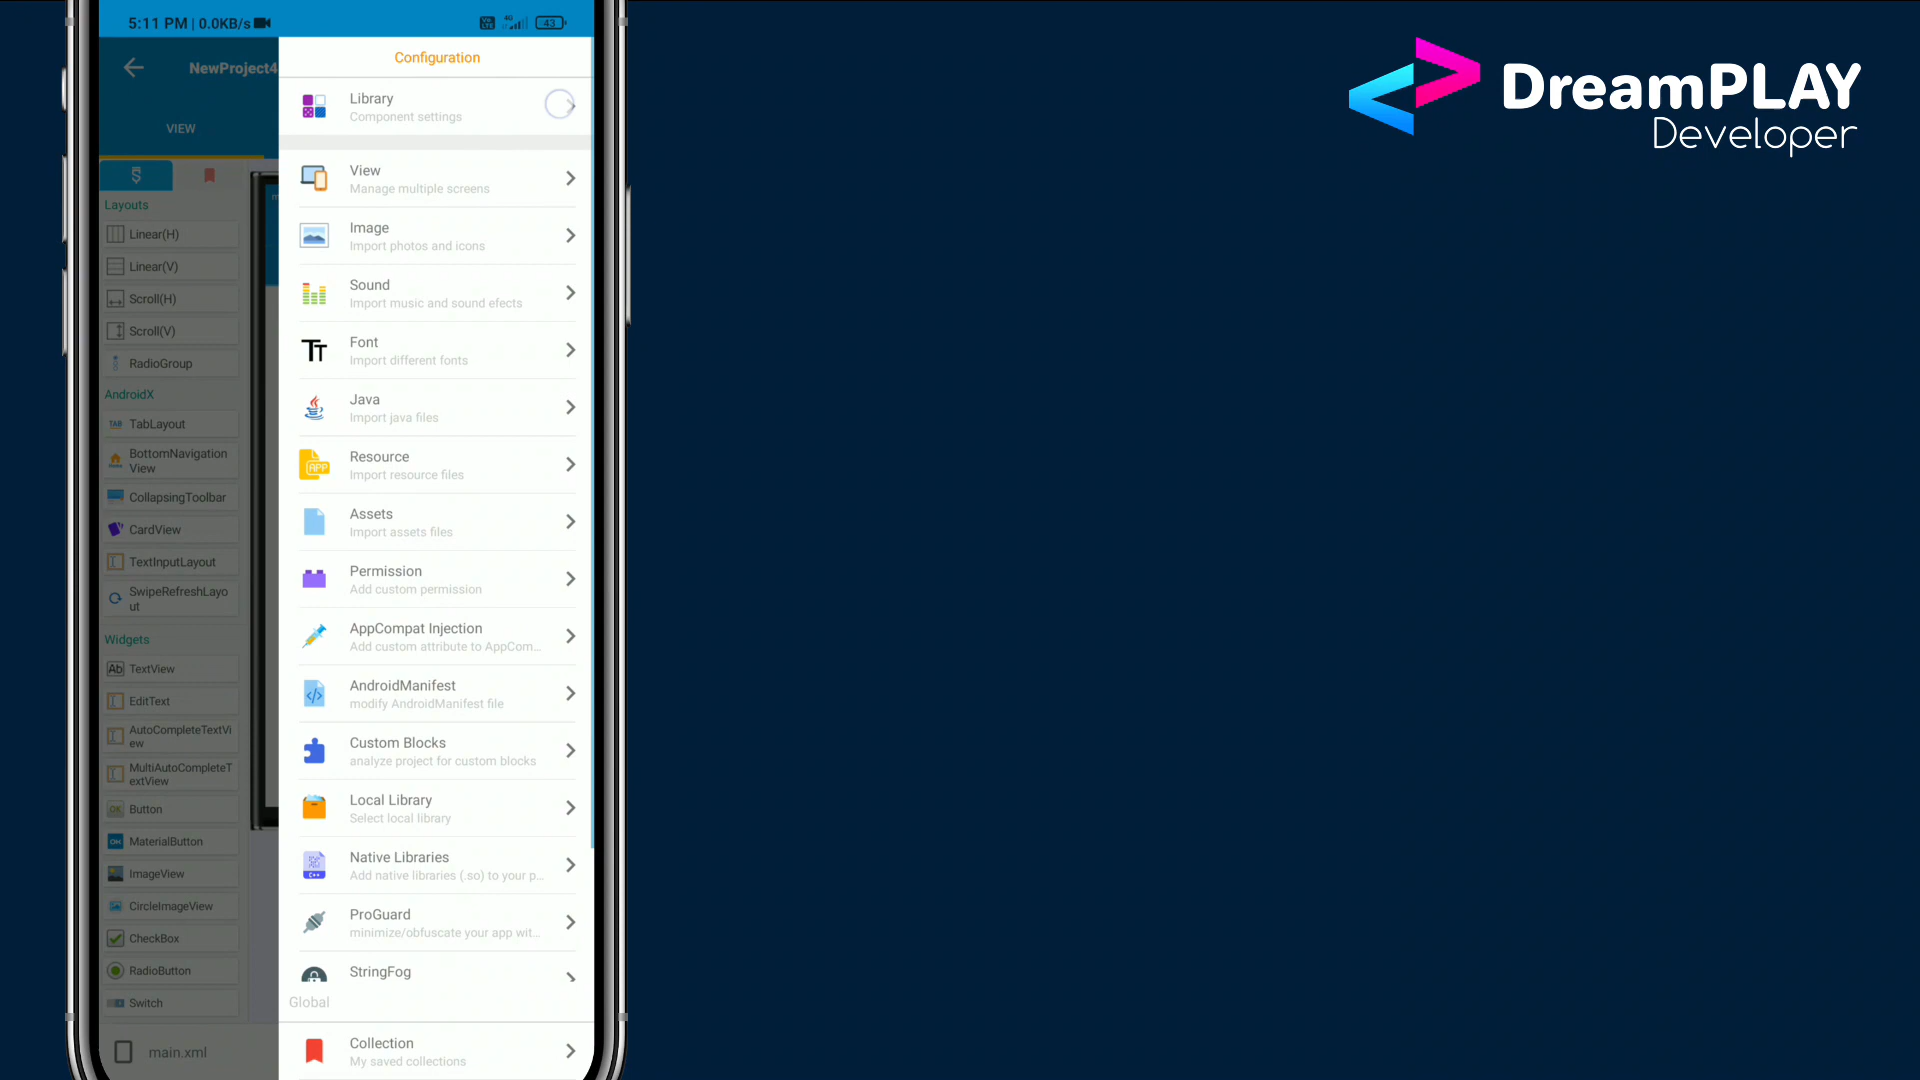 5:11 PM | 0.0KB/s
43
NewProject4
VIEW
Layouts
Linear(H)
Linear(V)
Scroll(H)
Scroll(V)
RadioGroup
AndroidX
TAB TabLayout
BottomNavigation
View
CollapsingToolbar
CardView
TextInputLayout
SwipeRefreshLayo
ut
Widgets
Ab TextView
EditText
AutoCompleteTextVi
ew
MultiAutoCompleteT
extView
OK Button
MaterialButton
ImageView
CircleImageView
CheckBox
RadioButton
Switch
main.xml
Configuration
Library
Component settings
View
Manage multiple screens
Image
Import photos and icons
Sound
Import music and sound efects
Font
Import different fonts
Java
Import java files
Resource
APP
Import resource files
Assets
Import assets files
Permission
Add custom permission
AppCompat Injection
Add custom attribute to AppCom...
AndroidManifest
modify AndroidManifest file
Custom Blocks
analyze project for custom blocks
Local Library
Select local library
Native Libraries
C++
Add native libraries (.so) to your p...
ProGuard
minimize/obfuscate your app wit...
StringFog
Global
Collection
My saved collections
DreamPLAY
Developer